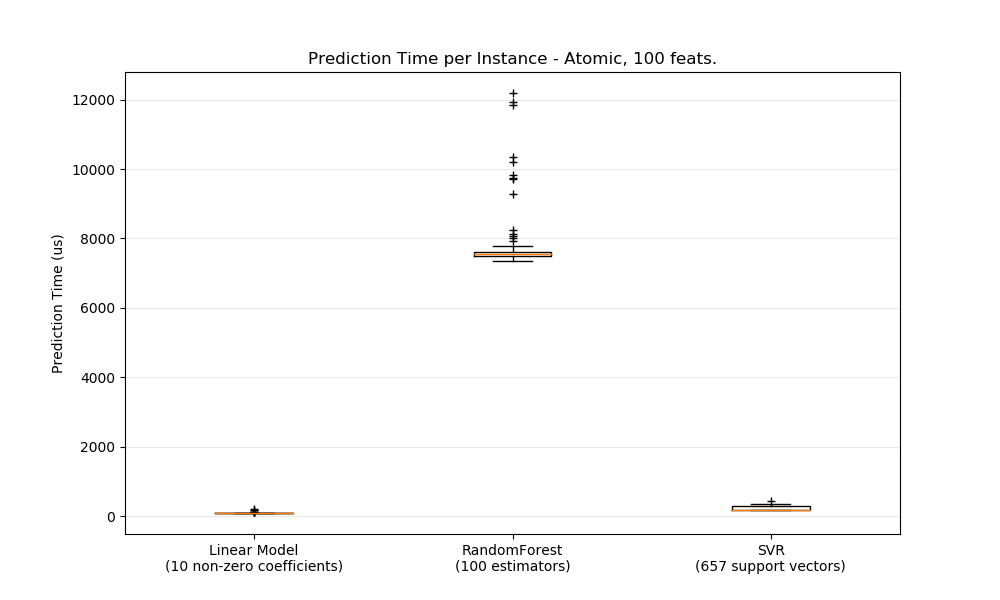 Prediction Time per Instance - Atomic, 100 feats.
Prediction Time (us)
12000
10000
8000
6000
4000
2000
0
Linear Model
(10 non-zero coefficients)
RandomForest
(100 estimators)
SVR
(657 support vectors)